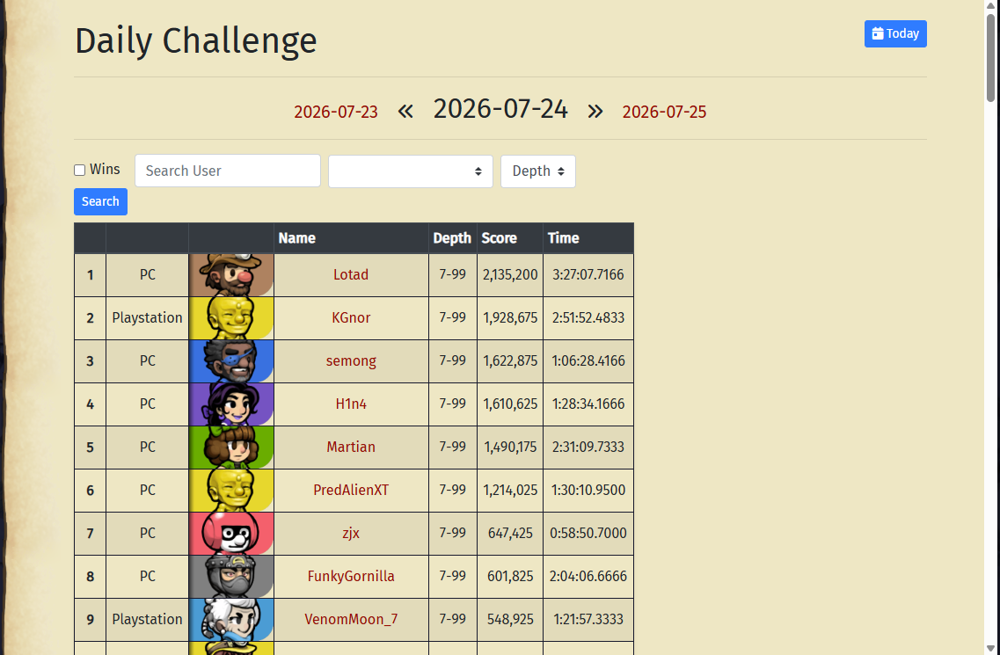 Daily Challenge
Today
2026-07-23 « 2026-07-24 » 2026-07-25
Wins Search User Depth
Search
Name Depth Score Time
1 PC Lotad 7-99 2,135,200 3:27:07.7166
2 Playstation KGnor 7-99 1,928,675 2:51:52.4833
3 PC semong 7-99 1,622,875 1:06:28.4166
4 PC H1n4 7-99 1,610,625 1:28:34.1666
5 PC Martian 7-99 1,490,175 2:31:09.7333
6 PC PredAlienXT 7-99 1,214,025 1:30:10.9500
7 PC zjx 7-99 647,425 0:58:50.7000
8 PC FunkyGornilla 7-99 601,825 2:04:06.6666
9 Playstation VenomMoon_7 7-99 548,925 1:21:57.3333